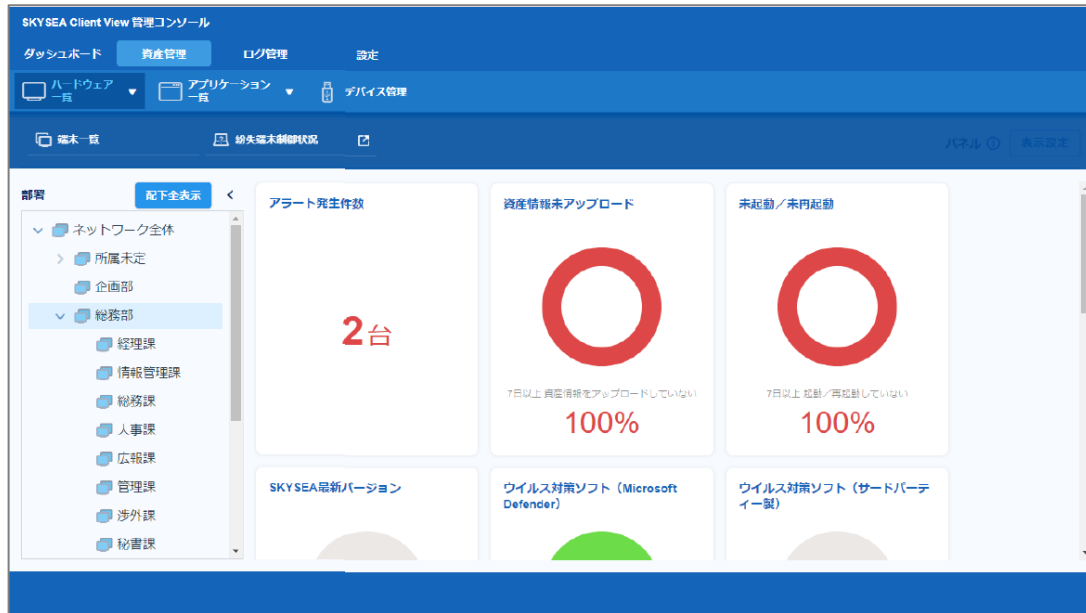 SKYSEA Client View 管理コンソール
ダッシュボード 資産管理 ログ管理 設定
ハードウェア
一覧
アプリケーション
一覧
デバイス管理
端末一覧 紛失端末制御状況
パネル 表示設定
部署 配下全表示
ネットワーク全体
所属未定
企画部
総務部
経理課
情報管理課
総務課
人事課
広報課
管理課
渉外課
秘書課
アラート発生件数
2台
資産情報未アップロード
7日以上 資産情報をアップロードしていない
100%
未起動／未再起動
7日以上 起動／再起動していない
100%
SKYSEA最新バージョン
ウイルス対策ソフト（Microsoft
Defender）
ウイルス対策ソフト（サードパーテ
ィー製）